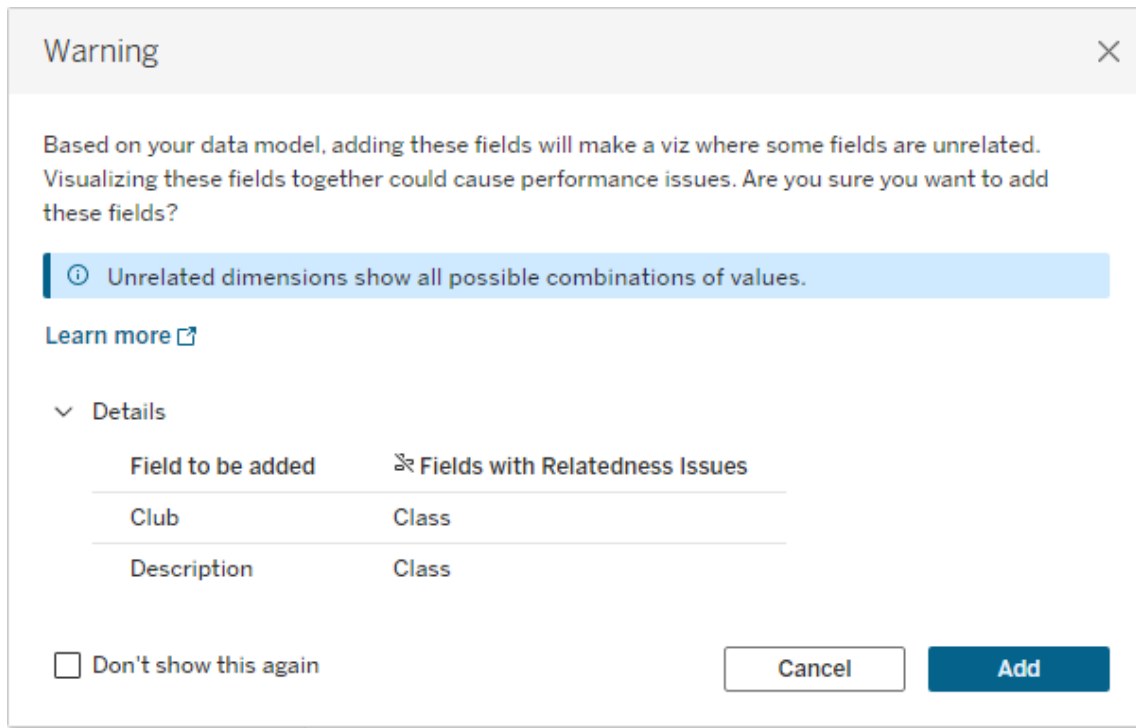 Warning
Based on your data model, adding these fields will make a viz where some fields are unrelated.
Visualizing these fields together could cause performance issues. Are you sure you want to add
these fields?
Unrelated dimensions show all possible combinations of values.
Learn more
Details
Field to be added Fields with Relatedness Issues
Club Class
Description Class
Don't show this again Cancel Add